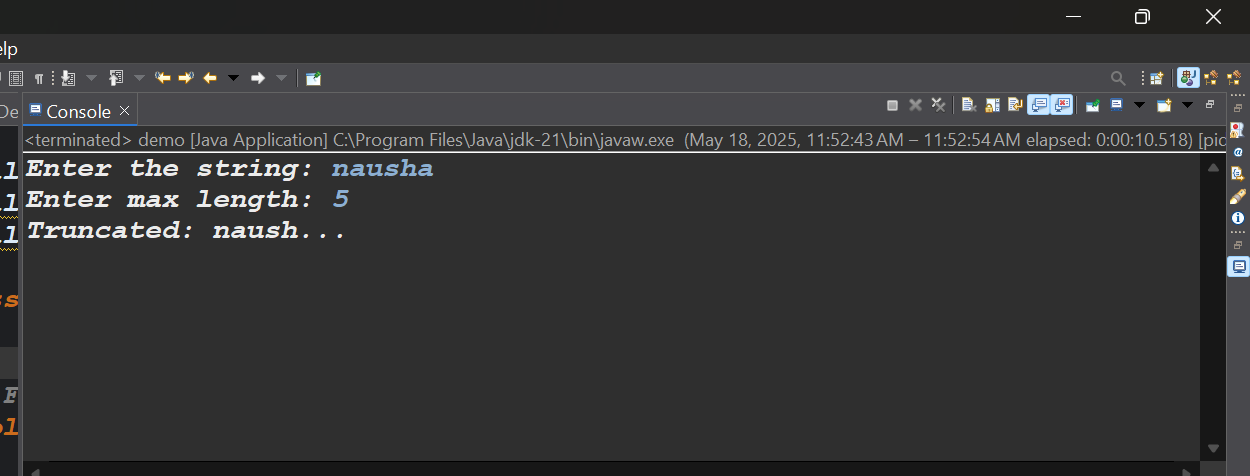 elp
Console
<terminated> demo [Java Application] C:\Program Files\Java\jdk-21\bin\javaw.exe (May 18, 2025, 11:52:43 AM – 11:52:54 AM elapsed: 0:00:10.518) [pid
Enter the string: nausha
Enter max length: 5
Truncated: naush...